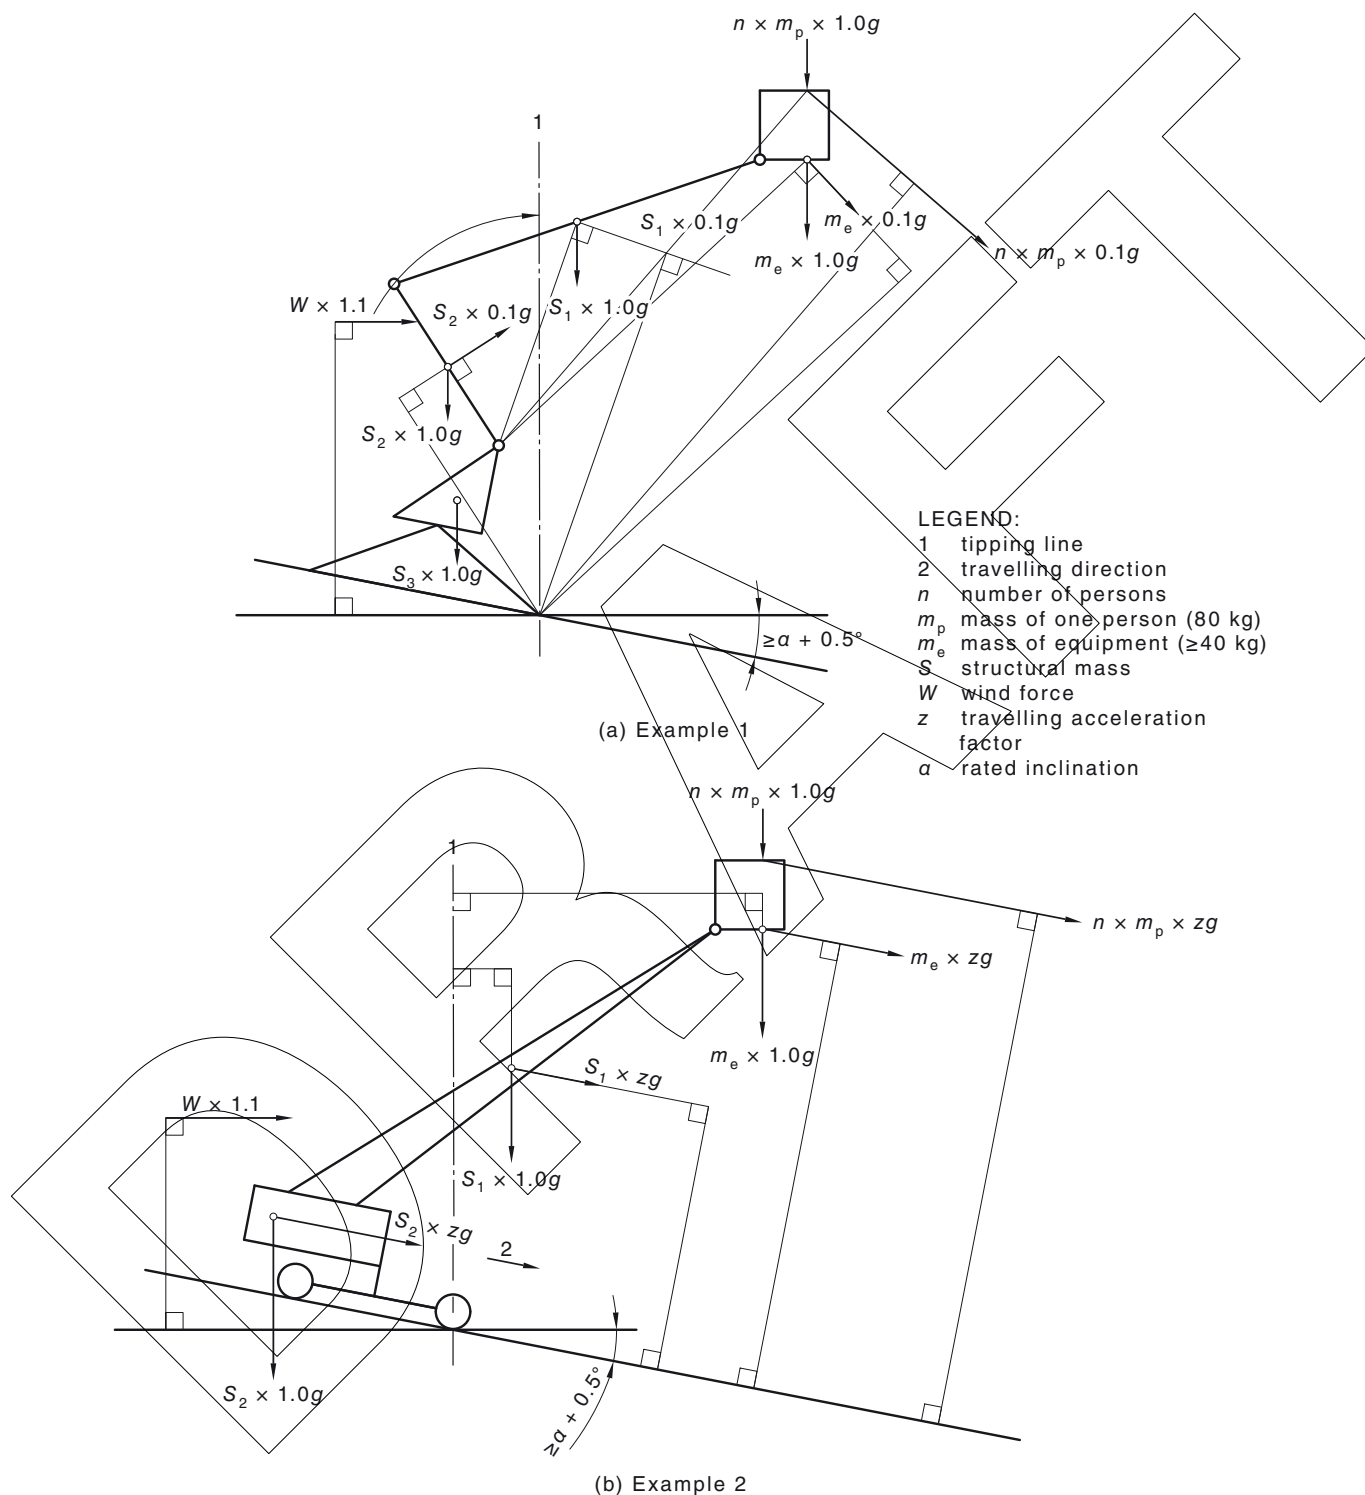 n × mₚ × 1.0g
1
S₁ × 0.1g
mₑ × 0.1g
mₑ × 1.0g
n × mₚ × 0.1g
W × 1.1
S₂ × 0.1g
S₁ × 1.0g
S₂ × 1.0g
S₃ × 1.0g
≥α + 0.5°
LEGEND:
1 tipping line
2 travelling direction
n number of persons
mₚ mass of one person (80 kg)
mₑ mass of equipment (≥40 kg)
S structural mass
W wind force
z travelling acceleration
factor
α rated inclination
(a) Example 1
n × mₚ × 1.0g
1
n × mₚ × zg
mₑ × zg
mₑ × 1.0g
S₁ × zg
W × 1.1
S₁ × 1.0g
S₂ × zg
2
S₂ × 1.0g
≥α + 0.5°
(b) Example 2
DRAFT